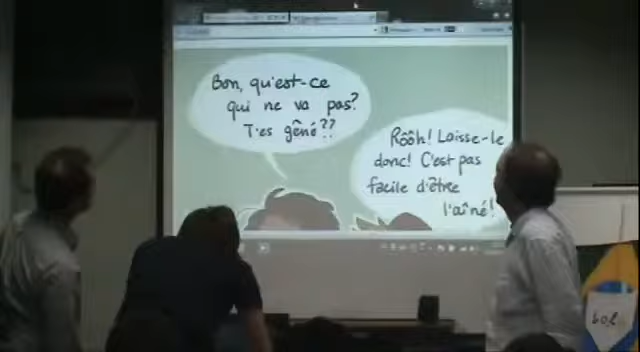 Bon, qu'est-ce
qui ne va pas?
T'es gêné??
Rôôh! Laisse-le
donc! C'est pas
facile d'être
l'aîné!